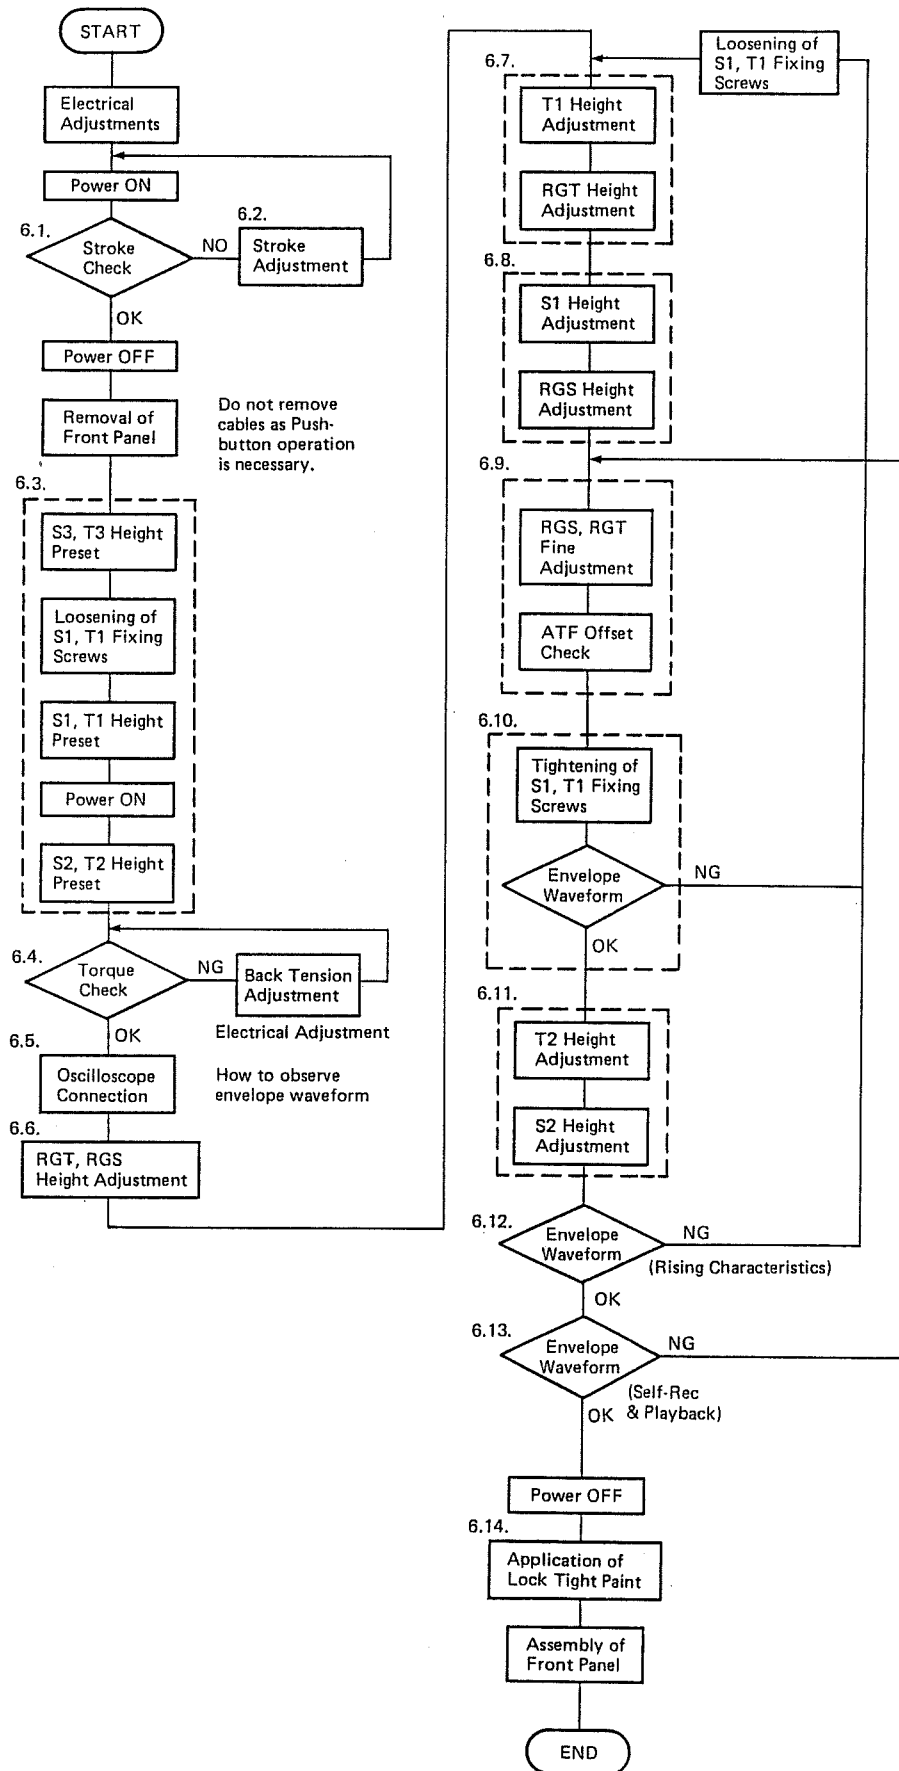 START
Electrical
Adjustments
Power ON
6.1.
Stroke
Check
NO
6.2.
Stroke
Adjustment
OK
Power OFF
Removal of
Front Panel
Do not remove
cables as Push-
button operation
is necessary.
6.3.
S3, T3 Height
Preset
Loosening of
S1, T1 Fixing
Screws
S1, T1 Height
Preset
Power ON
S2, T2 Height
Preset
6.4.
Torque
Check
NG
Back Tension
Adjustment
Electrical Adjustment
OK
6.5.
Oscilloscope
Connection
How to observe
envelope waveform
6.6.
RGT, RGS
Height Adjustment
Loosening of
S1, T1 Fixing
Screws
6.7.
T1 Height
Adjustment
RGT Height
Adjustment
6.8.
S1 Height
Adjustment
RGS Height
Adjustment
6.9.
RGS, RGT
Fine
Adjustment
ATF Offset
Check
6.10.
Tightening of
S1, T1 Fixing
Screws
Envelope
Waveform
NG
OK
6.11.
T2 Height
Adjustment
S2 Height
Adjustment
6.12.
Envelope
Waveform
NG
(Rising Characteristics)
OK
6.13.
Envelope
Waveform
NG
(Self-Rec
& Playback)
OK
Power OFF
6.14.
Application of
Lock Tight Paint
Assembly of
Front Panel
END